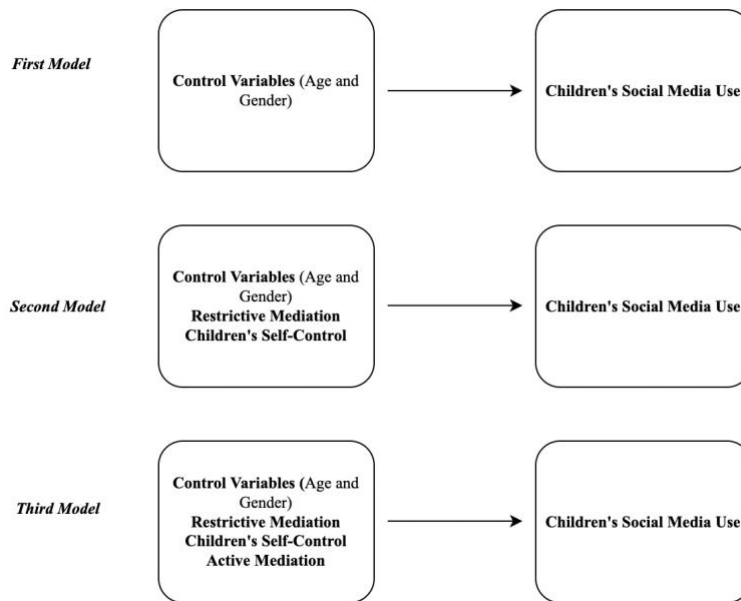 First Model
Control Variables (Age and
Gender)
Children's Social Media Use
Second Model
Control Variables (Age and
Gender)
Restrictive Mediation
Children's Self-Control
Children's Social Media Use
Third Model
Control Variables (Age and
Gender)
Restrictive Mediation
Children's Self-Control
Active Mediation
Children's Social Media Use